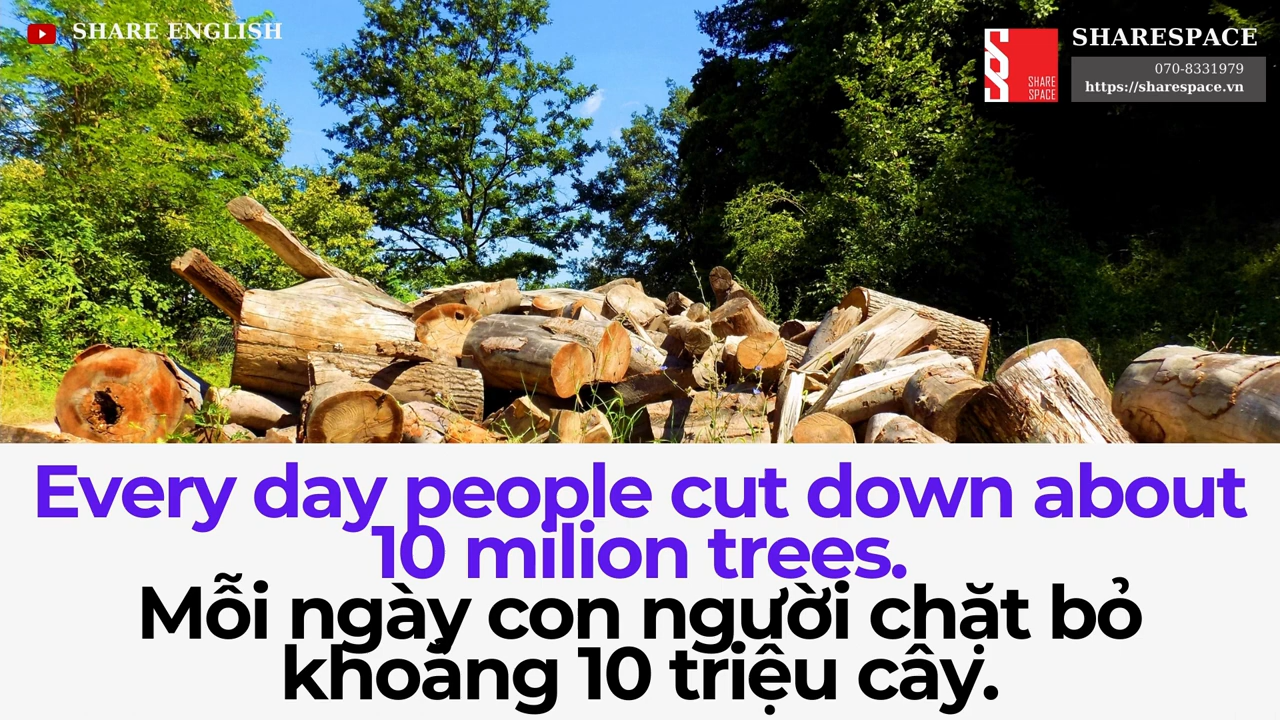 SHARE ENGLISH
SHARE
SPACE
SHARESPACE
070-8331979
https://sharespace.vn
Every day people cut down about
10 milion trees.
Mỗi ngày con người chặt bỏ
khoảng 10 triệu cây.